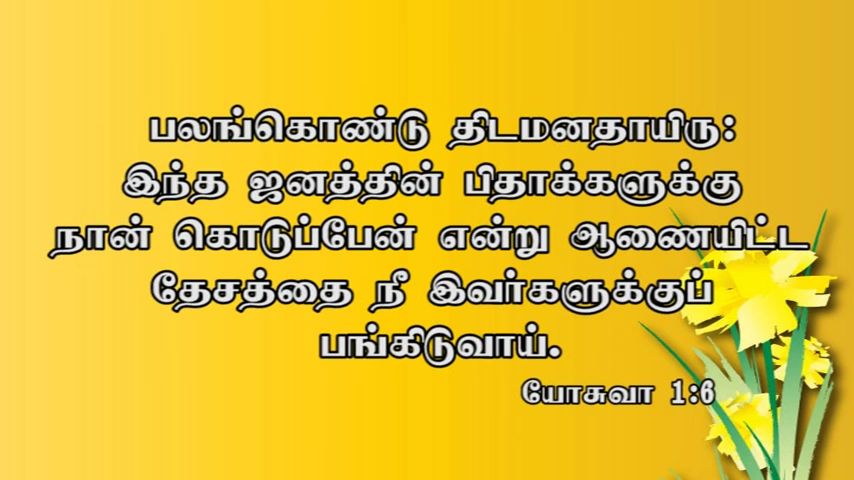 பலங்கொண்டு திடமனதாயிரு:
இந்த ஜனத்தின் பிதாக்களுக்கு
நான் கொடுப்பேன் என்று ஆணையிட்ட
தேசத்தை நீ இவர்களுக்குப்
பங்கிடுவாய்.
யோசுவா 1:6